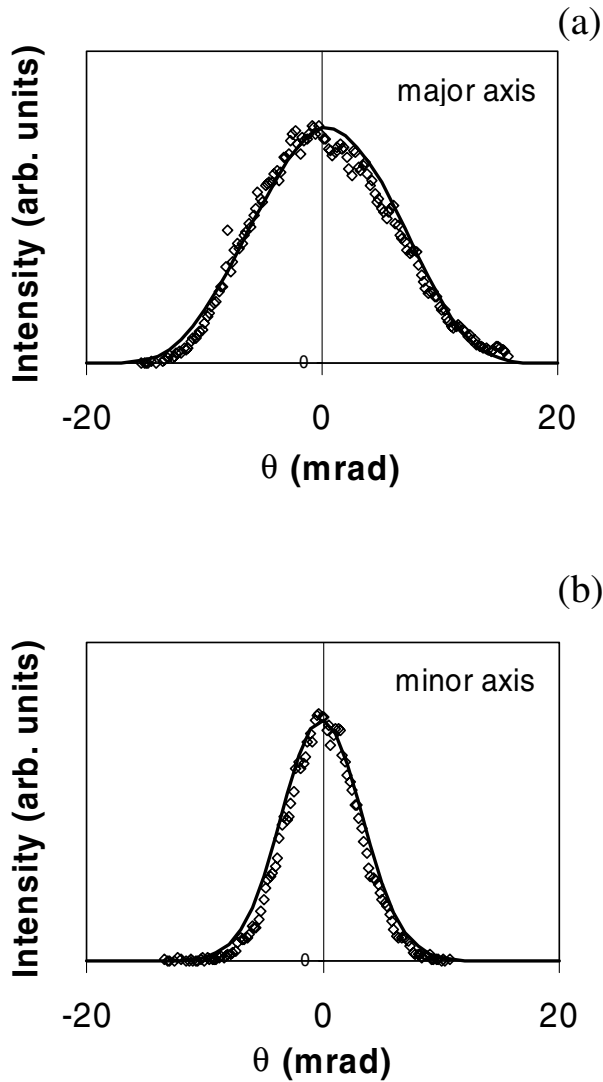 (a)
major axis
Intensity (arb. units)
0
-20 0 20
θ (mrad)
(b)
minor axis
Intensity (arb. units)
0
-20 0 20
θ (mrad)